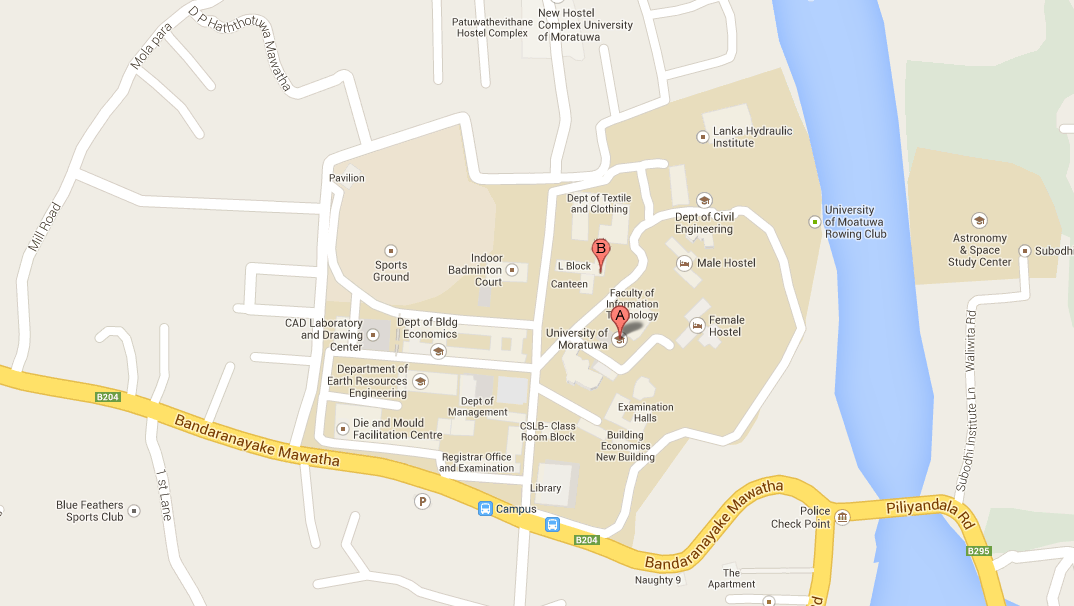 D P Haththotuwa Mawatha
Mola para
Patuwathevithane
Hostel Complex
New Hostel
Complex University
of Moratuwa
Lanka Hydraulic
Institute
Pavilion
Dept of Textile
and Clothing
Dept of Civil
Engineering
University
of Moatuwa
Rowing Club
Mill Road
Astronomy
& Space
Study Center
Subodhi
Sports
Ground
Indoor
Badminton
Court
B
L Block
Canteen
Male Hostel
Faculty of
Information
A
University of
Moratuwa
Female
Hostel
CAD Laboratory
and Drawing
Center
Dept of Bldg
Economics
Waliwita Rd
Department of
Earth Resources
Engineering
B204
Dept of
Management
Examination
Halls
Bandaranayake Mawatha
Die and Mould
Facilitation Centre
CSLB- Class
Room Block
Building
Economics
New Building
Registrar Office
and Examination
Subodhi Institute Ln
1 st Lane
Library
Blue Feathers
Sports Club
P
Campus
Bandaranayake Mawatha
Police
Check Point
Piliyandala Rd
B204
B295
Naughty 9
The
Apartment